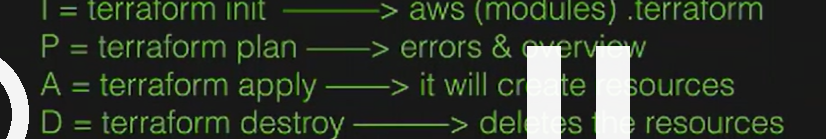 I = terraform init ———> aws (modules) .terraform
P = terraform plan ———> errors & overview
A = terraform apply ———> it will create resources
D = terraform destroy ———> deletes the resources